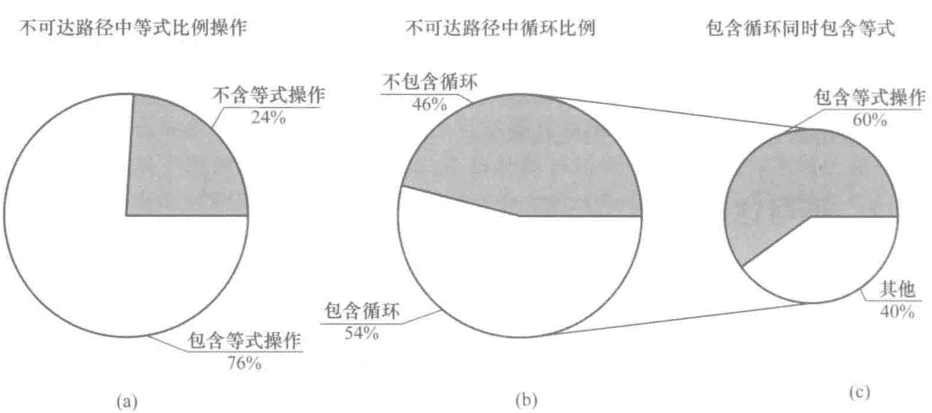 不可达路径中等式比例操作
不可达路径中循环比例
包含循环同时包含等式
不含等式操作
24%
包含等式操作
76%
(a)
不包含循环
46%
包含循环
54%
(b)
包含等式操作
60%
其他
40%
(c)